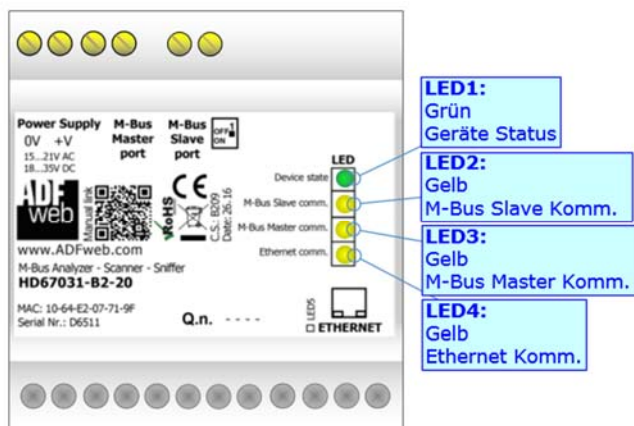 Power Supply
0V +V
15...21V AC
18...35V DC
M-Bus
Master
port
M-Bus
Slave
port
OFF 1
ON
ADF
web
Manual link
RoHS
CE
C.S.: B209
Date: 26.16
LED
Device state
M-Bus Slave comm.
M-Bus Master comm.
Ethernet comm.
www.ADFweb.com
M-Bus Analyzer - Scanner - Sniffer
HD67031-B2-20
MAC: 10-64-E2-07-71-9F
Serial Nr.: D6511
Q.n. - - - -
LED5
ETHERNET
LED1:
Grün
Geräte Status
LED2:
Gelb
M-Bus Slave Komm.
LED3:
Gelb
M-Bus Master Komm.
LED4:
Gelb
Ethernet Komm.